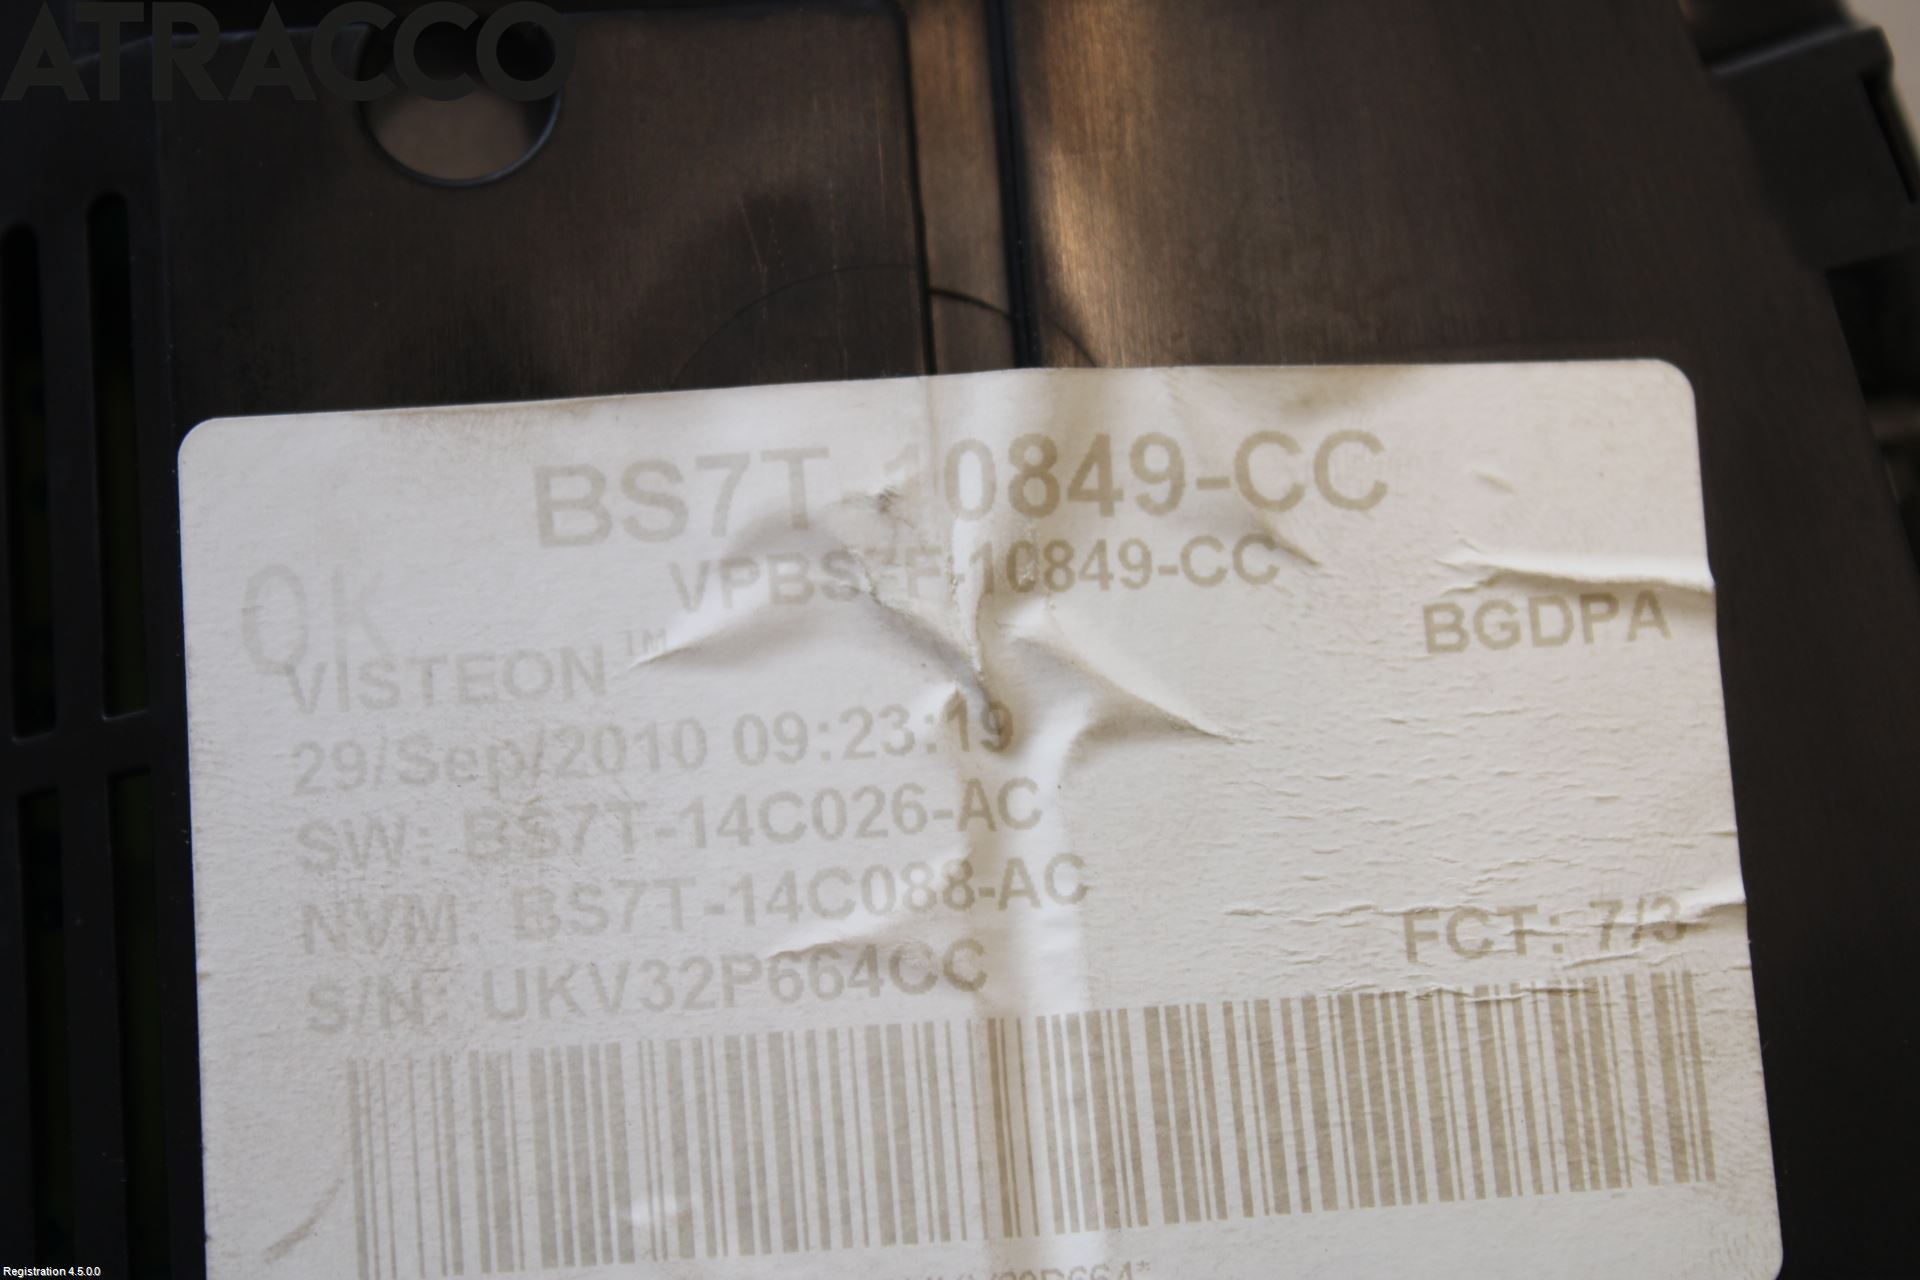 ATRACCO
BS7T-10849-CC
VPBS7F-10849-CC
BGDPA
OK
VISTEON™
29/Sep/2010 09:23:19
SW: BS7T-14C026-AC
NVM: BS7T-14C088-AC
S/N: UKV32P664CC
FCT: 7/3
Registration 4.5.0.0